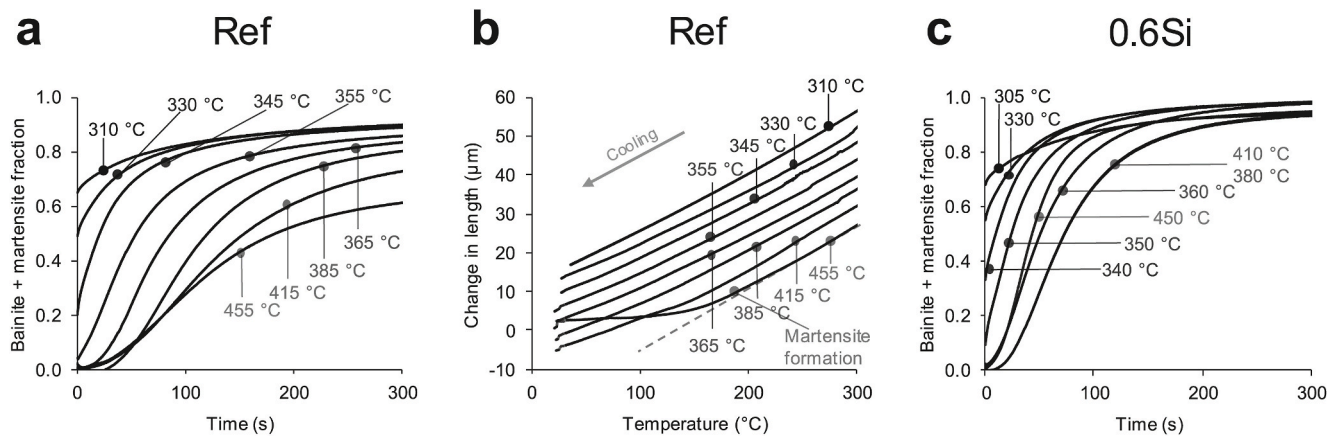 a
Ref
1.0
0.8
0.6
0.4
0.2
0.0
0
100
200
300
Bainite + martensite fraction
Time (s)
310 °C
330 °C
345 °C
355 °C
365 °C
385 °C
415 °C
455 °C
b
Ref
60
50
40
30
20
10
0
-10
0
100
200
300
Change in length (µm)
Temperature (°C)
Cooling
310 °C
330 °C
345 °C
355 °C
455 °C
415 °C
385°C
365 °C
Martensite
formation
c
0.6Si
1.0
0.8
0.6
0.4
0.2
0.0
0
100
200
300
Bainite + martensite fraction
Time (s)
305 °C
330 °C
410 °C
380 °C
360 °C
450 °C
350 °C
340 °C